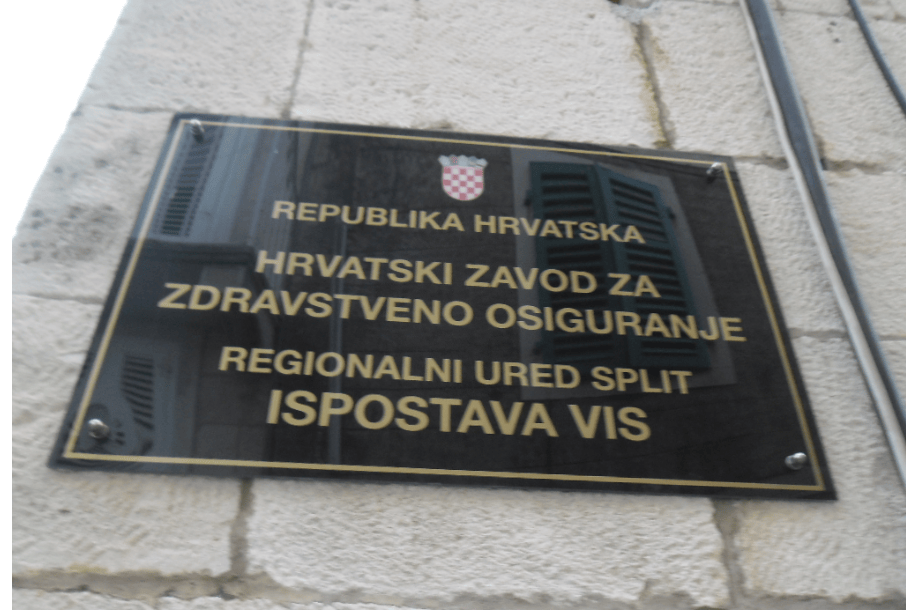 REPUBLIKA HRVATSKA
HRVATSKI ZAVOD ZA
ZDRAVSTVENO OSIGURANJE
REGIONALNI URED SPLIT
ISPOSTAVA VIS